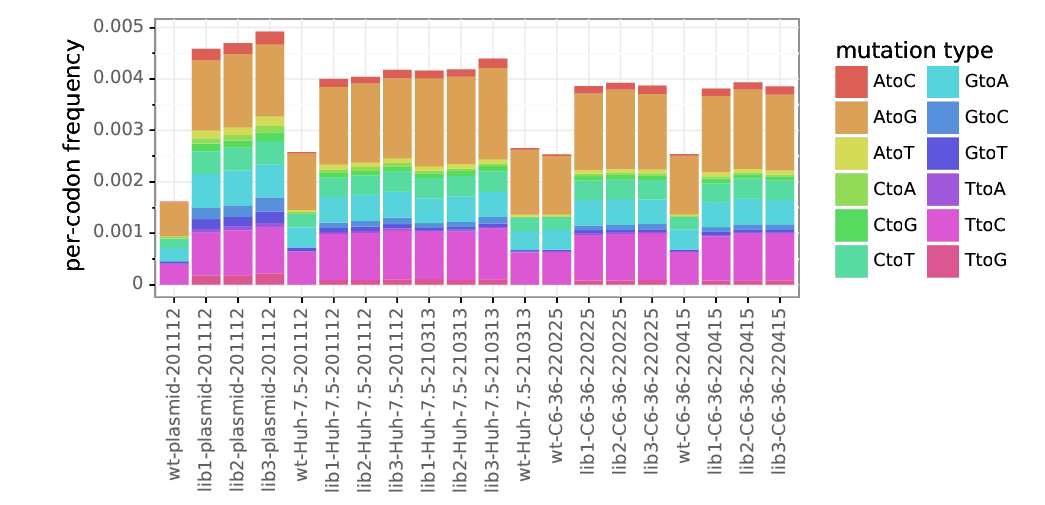 per-codon frequency
0.005
0.004
0.003
0.002
0.001
0
wt-plasmid-201112
lib1-plasmid-201112
lib2-plasmid-201112
lib3-plasmid-201112
wt-Huh-7.5-201112
lib1-Huh-7.5-201112
lib2-Huh-7.5-201112
lib3-Huh-7.5-201112
lib1-Huh-7.5-210313
lib2-Huh-7.5-210313
lib3-Huh-7.5-210313
wt-Huh-7.5-210313
wt-C6-36-220225
lib1-C6-36-220225
lib2-C6-36-220225
lib3-C6-36-220225
wt-C6-36-220415
lib1-C6-36-220415
lib2-C6-36-220415
lib3-C6-36-220415
mutation type
AtoC
AtoG
AtoT
CtoA
CtoG
CtoT
GtoA
GtoC
GtoT
TtoA
TtoC
TtoG